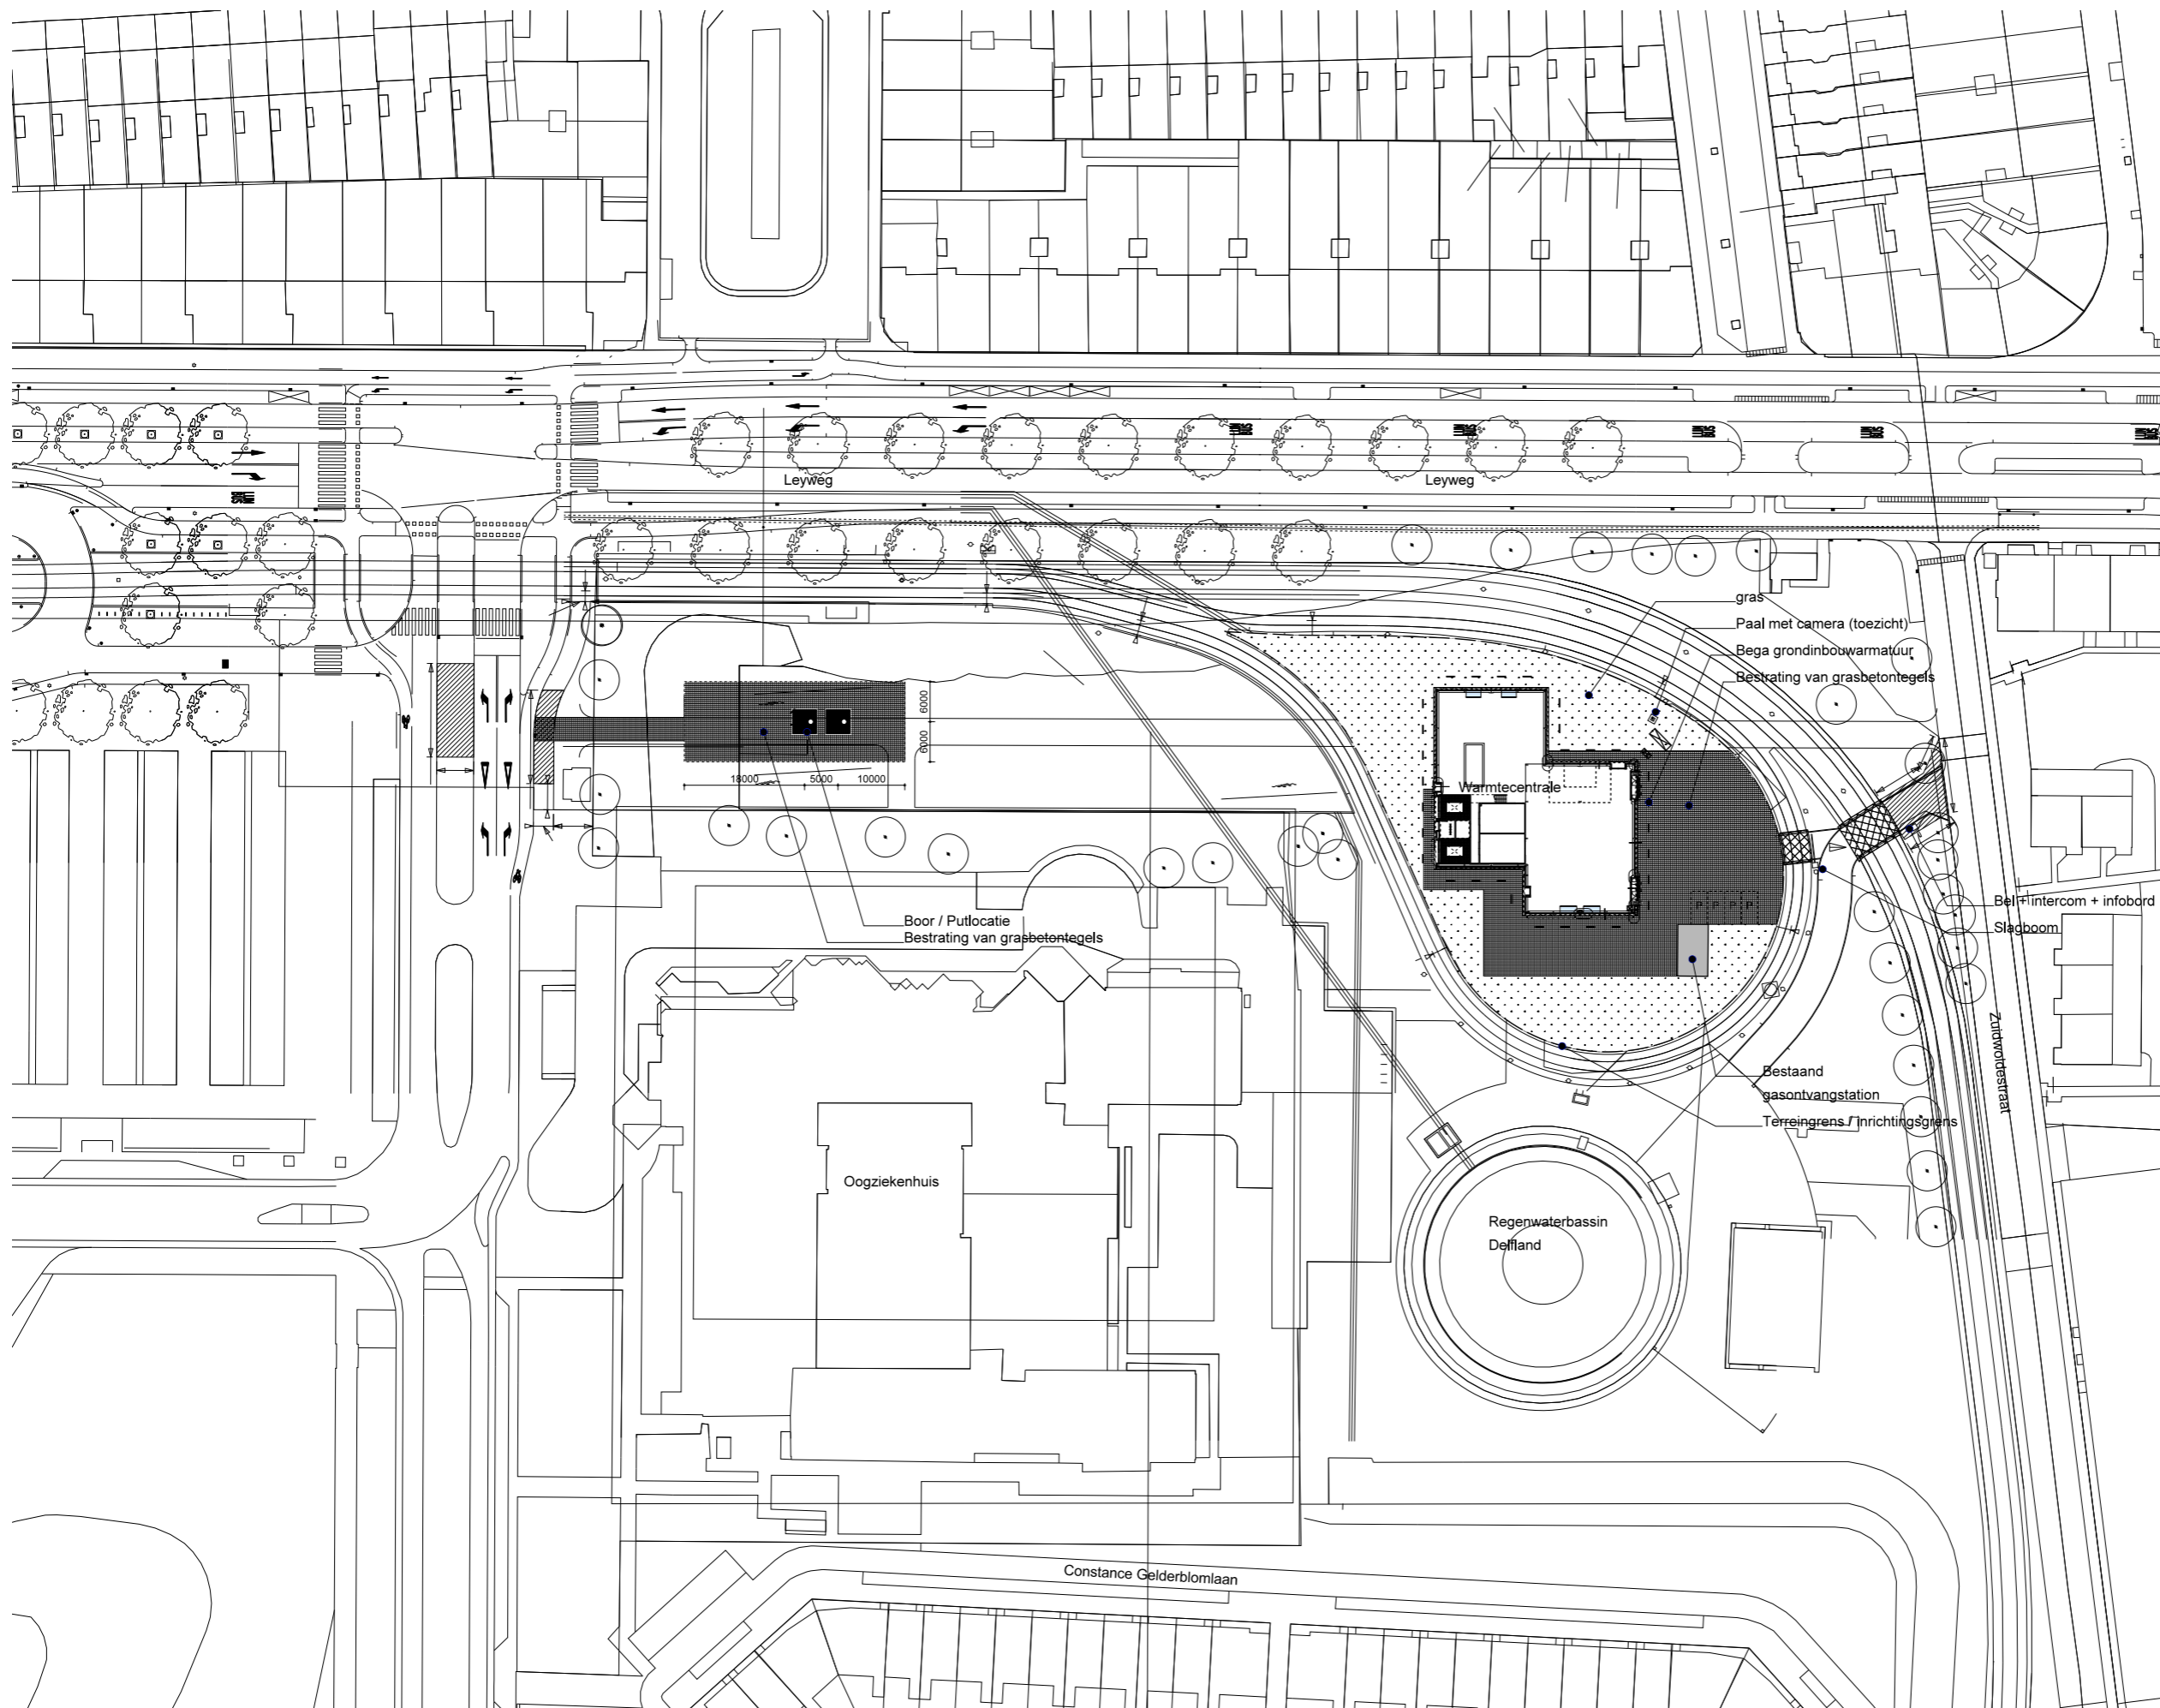 Leyweg
Leyweg
gras
Paal met camera (toezicht)
Bega grondinbouwarmatuur
Bestrating van grasbetontegels
6000
6000
18000
5000
10000
Warmtecentrale
P P P P
Boor / Putlocatie
Bestrating van grasbetontegels
Bel + intercom + infobord
Slagboom
Zuidwoldestraat
Bestaand
gasontvangstation
Terreingrens / inrichtingsgrens
Oogziekenhuis
Regenwaterbassin
Delfland
Constance Gelderblomlaan